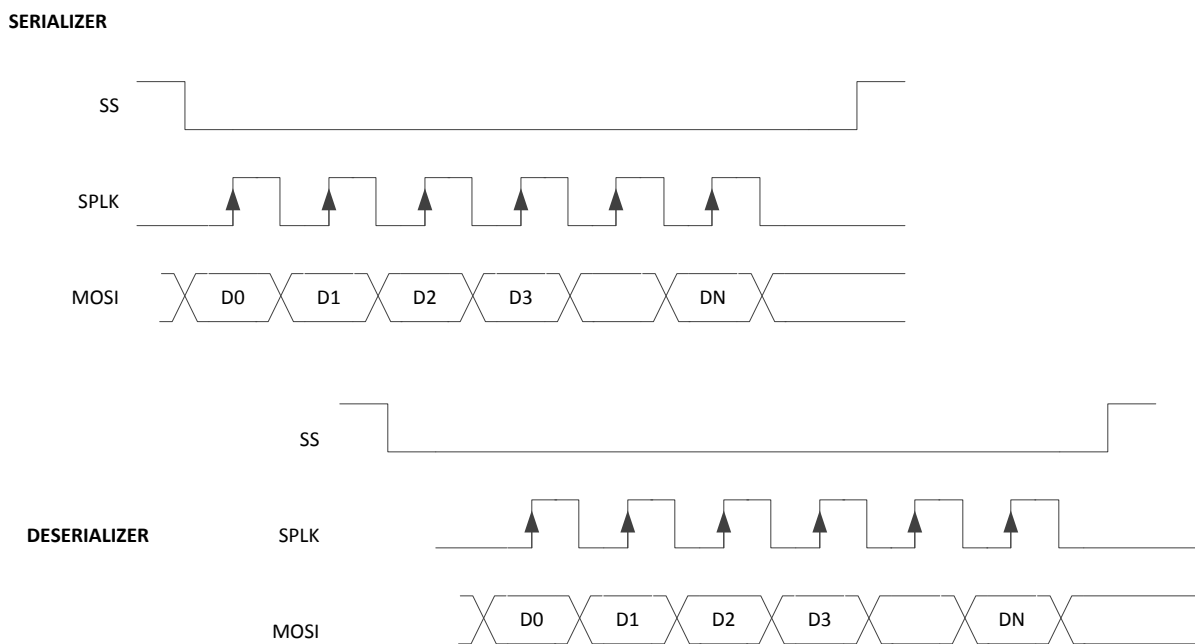 SERIALIZER
SS
SPLK
MOSI D0 D1 D2 D3 DN
SS
DESERIALIZER SPLK
MOSI D0 D1 D2 D3 DN